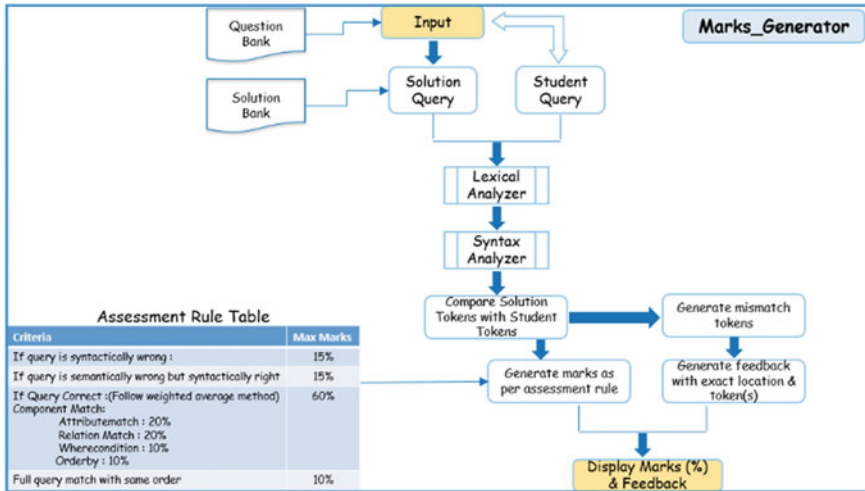 Marks_Generator
Question
Bank
Input
Solution
Bank
Solution
Query
Student
Query
Lexical
Analyzer
Syntax
Analyzer
Compare Solution
Tokens with Student
Tokens
Generate mismatch
tokens
Generate marks as
per assessment rule
Generate feedback
with exact location &
token(s)
Display Marks (%)
& Feedback
Assessment Rule Table
Criteria Max Marks
If query is syntactically wrong : 15%
If query is semantically wrong but syntactically right 15%
If Query Correct :(Follow weighted average method) 60%
Component Match:
Attributematch : 20%
Relation Match : 20%
Wherecondition : 10%
Orderby : 10%
Full query match with same order 10%